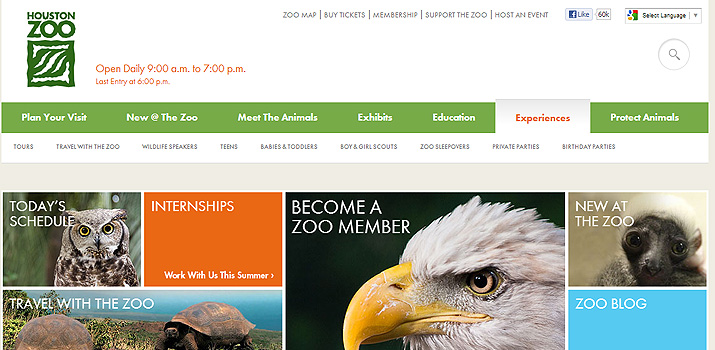 HOUSTON
ZOO
ZOO MAP | BUY TICKETS | MEMBERSHIP | SUPPORT THE ZOO | HOST AN EVENT
Like 60k
Select Language
Open Daily 9:00 a.m. to 7:00 p.m.
Last Entry at 6:00 p.m.
Plan Your Visit New @ The Zoo Meet The Animals Exhibits Education Experiences Protect Animals
TOURS TRAVEL WITH THE ZOO WILDLIFE SPEAKERS TEENS BABIES & TODDLERS BOY & GIRL SCOUTS ZOO SLEEPOVERS PRIVATE PARTIES BIRTHDAY PARTIES
TODAY'S
SCHEDULE
INTERNSHIPS
Work With Us This Summer ›
BECOME A
ZOO MEMBER
NEW AT
THE ZOO
TRAVEL WITH THE ZOO
ZOO BLOG